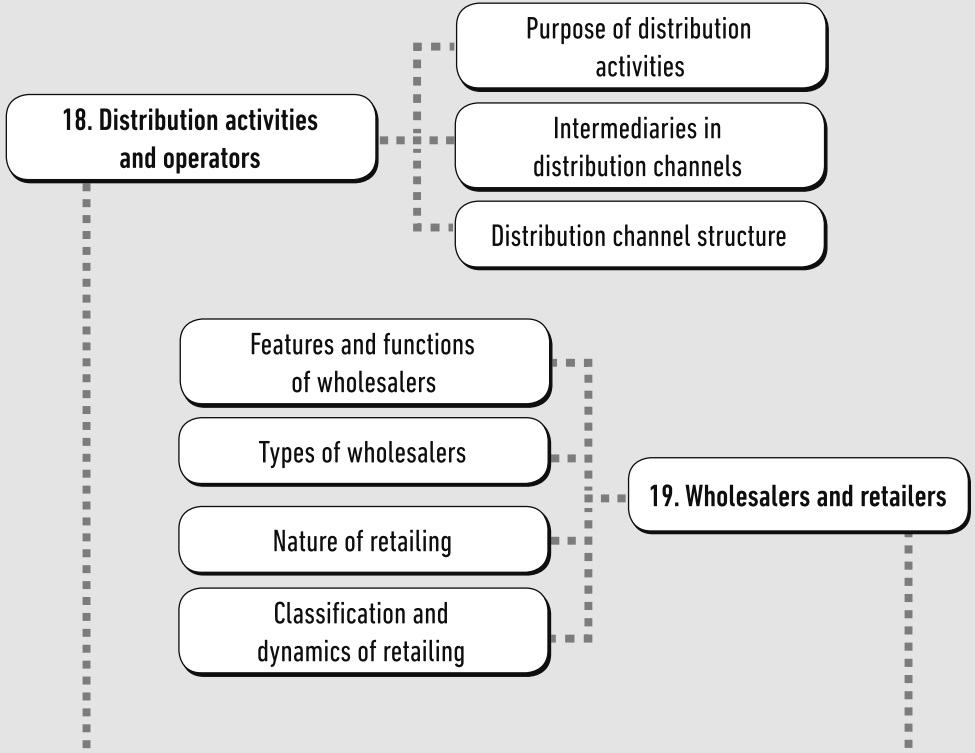 Purpose of distribution
activities
18. Distribution activities
and operators
Intermediaries in
distribution channels
Distribution channel structure
Features and functions
of wholesalers
Types of wholesalers
19. Wholesalers and retailers
Nature of retailing
Classification and
dynamics of retailing